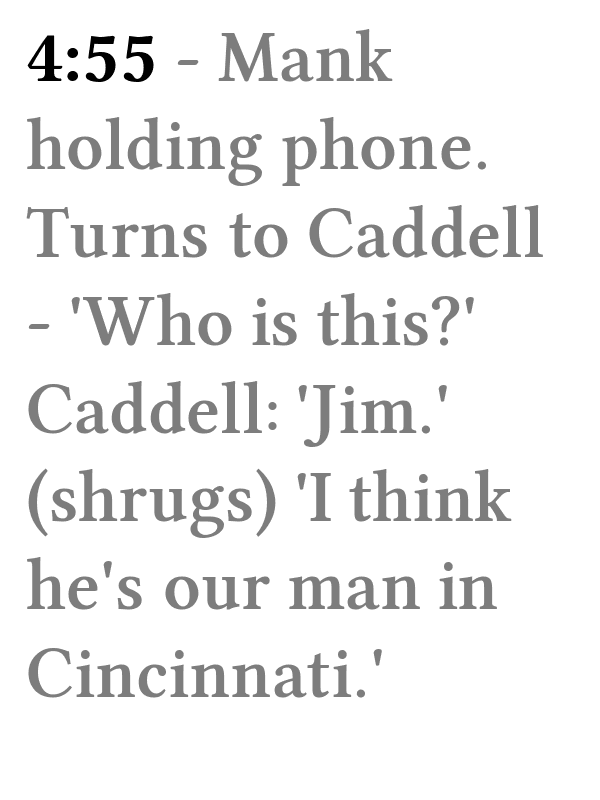 4:55 - Mank
holding phone.
Turns to Caddell
- 'Who is this?'
Caddell: 'Jim.'
(shrugs) 'I think
he's our man in
Cincinnati.'